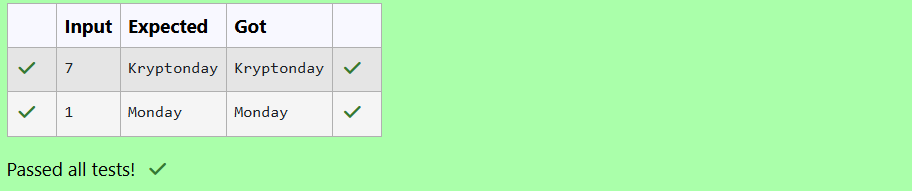 Input Expected Got
7 Kryptonday Kryptonday
1 Monday Monday
Passed all tests!